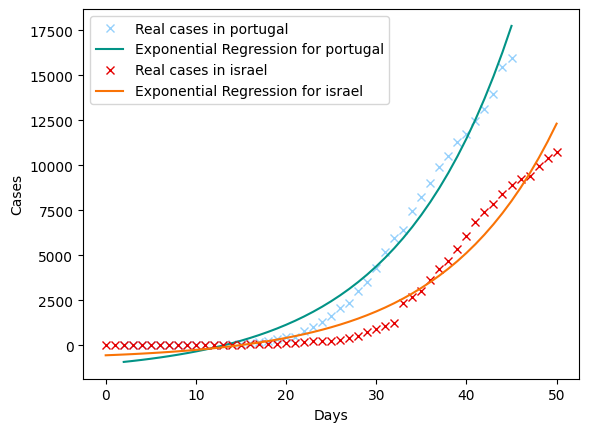 Real cases in portugal
Exponential Regression for portugal
Real cases in israel
Exponential Regression for israel
17500
15000
12500
10000
7500
5000
2500
0
Cases
0 10 20 30 40 50
Days